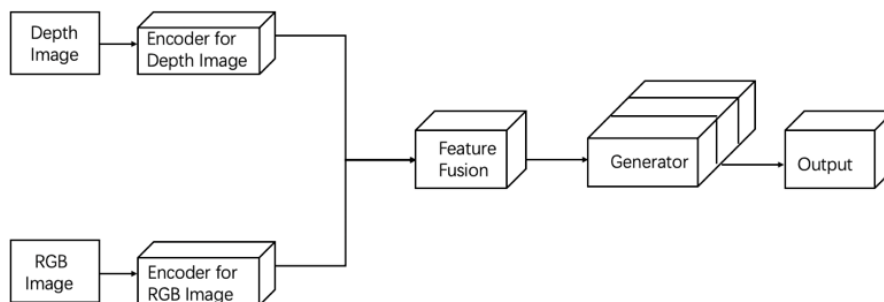 Depth
Image
Encoder for
Depth Image
Feature
Fusion
Generator
Output
RGB
Image
Encoder for
RGB Image